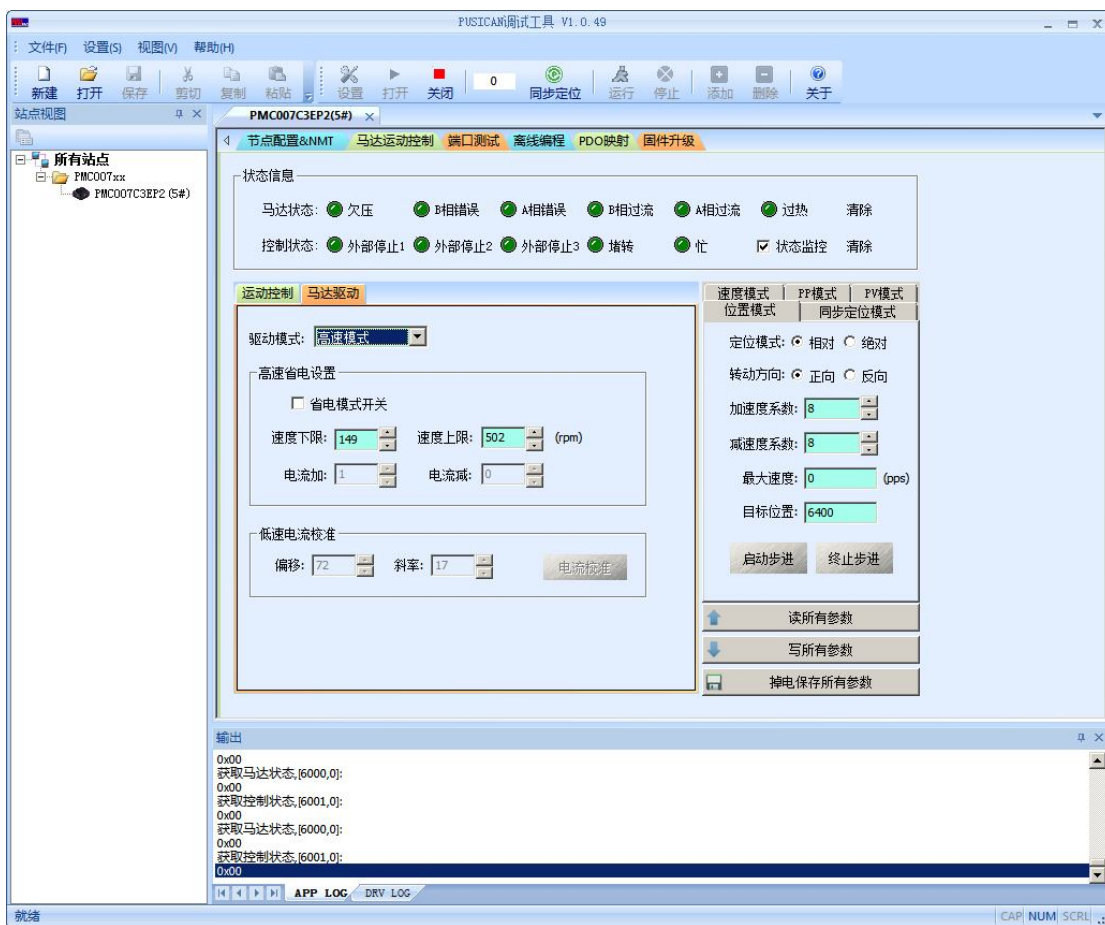 PUSICAN调试工具 V1.0.49
文件(F) 设置(S) 视图(V) 帮助(H)
新建 打开 保存 剪切 复制 粘贴 设置 打开 关闭 0 同步定位 运行 停止 添加 删除 关于
站点视图
PMC007C3EP2(5#)
节点配置&NMT 马达运动控制 端口测试 离线编程 PDO映射 固件升级
所有站点
PMC007xx
PMC007C3EP2(5#)
状态信息
马达状态: 欠压 B相错误 A相错误 B相过流 A相过流 过热 清除
控制状态: 外部停止1 外部停止2 外部停止3 堵转 忙 状态监控 清除
运动控制 马达驱动
驱动模式: 高速模式
高速省电设置
省电模式开关
速度下限: 149 速度上限: 502 (rpm)
电流加: 1 电流减: 0
低速电流校准
偏移: 72 斜率: 17 电流校准
速度模式 PP模式 PV模式
位置模式 同步定位模式
定位模式: 相对 绝对
转动方向: 正向 反向
加速度系数: 8
减速度系数: 8
最大速度: 0 (pps)
目标位置: 6400
启动步进 终止步进
读所有参数
写所有参数
掉电保存所有参数
输出
0x00
获取马达状态,[6000,0]:
0x00
获取控制状态,[6001,0]:
0x00
获取马达状态,[6000,0]:
0x00
获取控制状态,[6001,0]:
0x00
APP LOG DRV LOG
就绪 CAP NUM SCRL